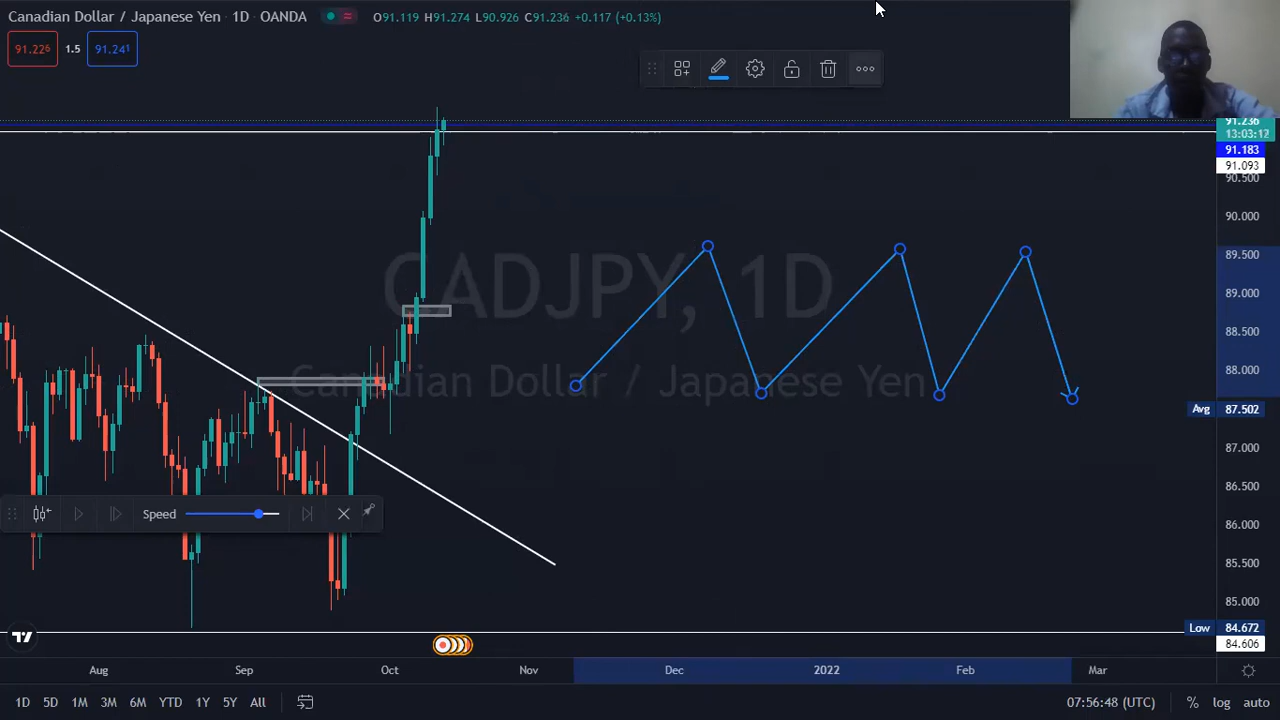 Canadian Dollar / Japanese Yen · 1D · OANDA O91.119 H91.274 L90.926 C91.236 +0.117 (+0.13%)
91.226 1.5 91.241
91.236
13:03:12
91.183
91.093
90.500
90.000
89.500
89.000
88.500
88.000
Avg 87.502
87.000
86.500
86.000
85.500
85.000
Low 84.672
84.606
CADJPY, 1D
Canadian Dollar / Japanese Yen
Speed
Aug Sep Oct Nov Dec 2022 Feb Mar
1D 5D 1M 3M 6M YTD 1Y 5Y All 07:56:48 (UTC) % log auto